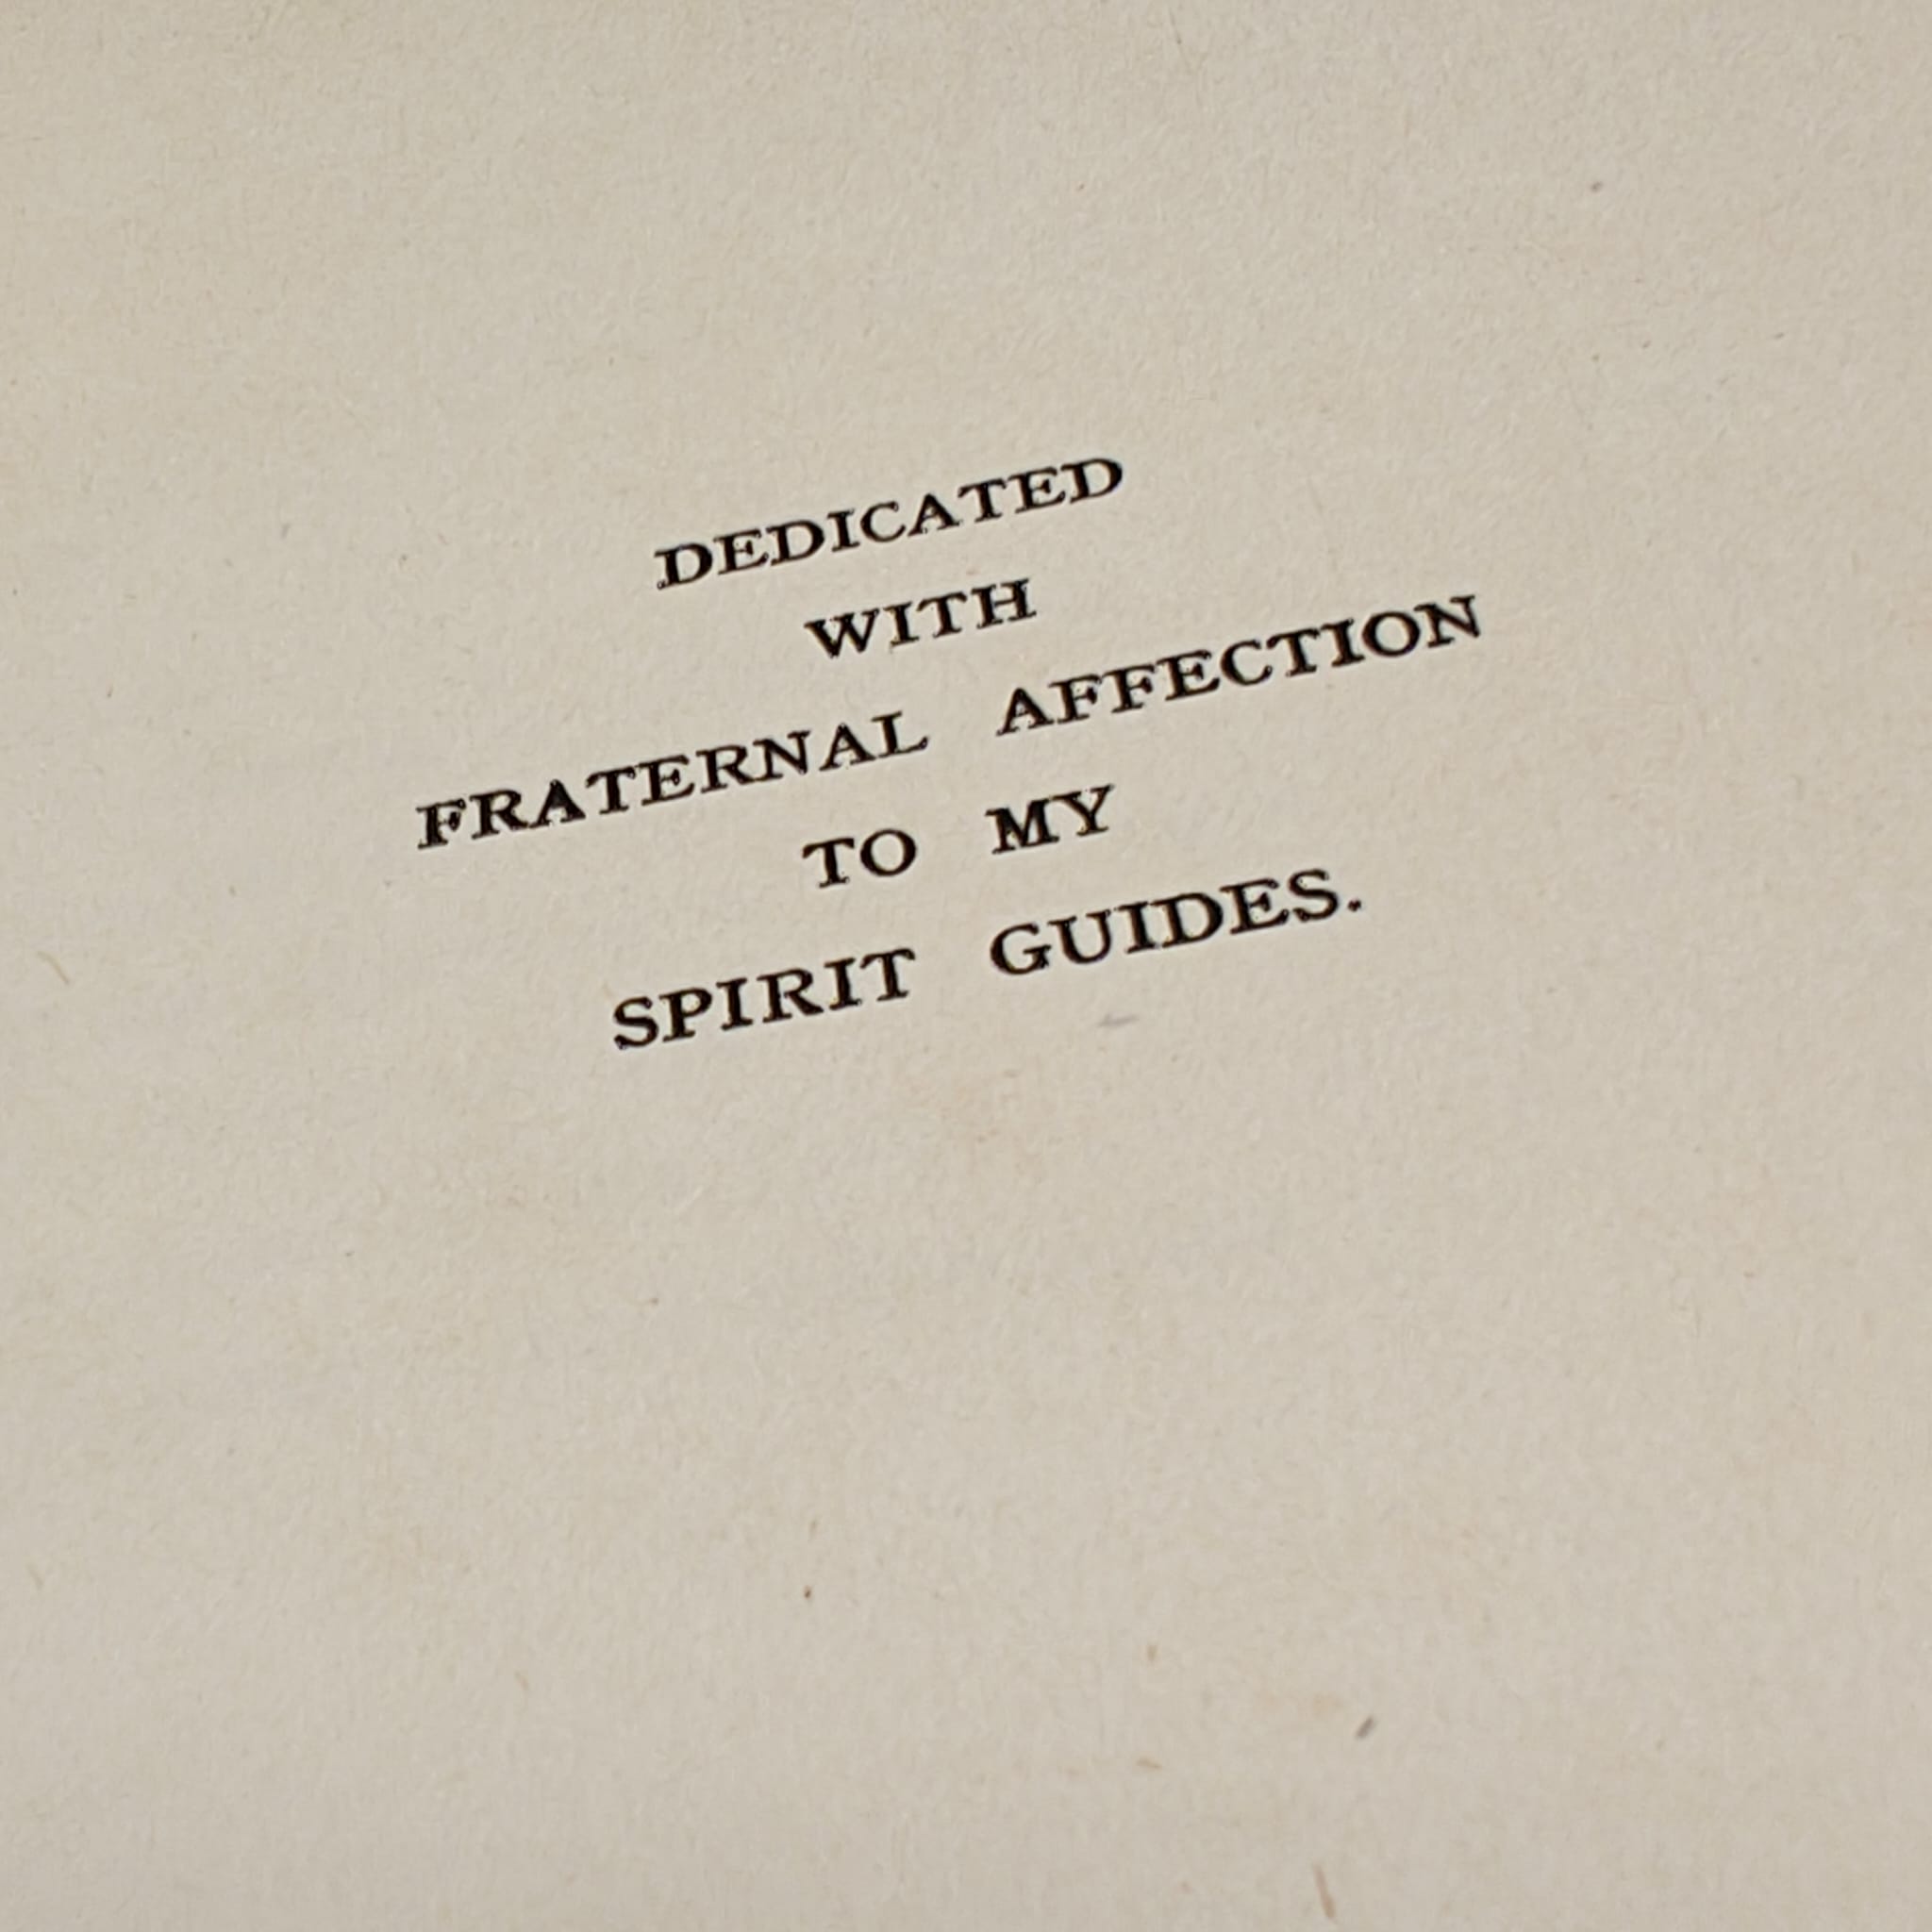 DEDICATED
WITH
FRATERNAL AFFECTION
TO MY
SPIRIT GUIDES.